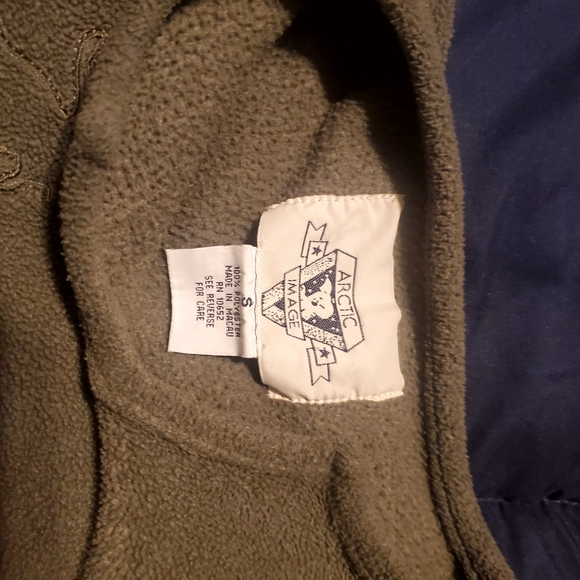 ARCTIC
IMAGE
S
100% POLYESTER
MADE IN MACAU
RN 10652
SEE REVERSE
FOR CARE